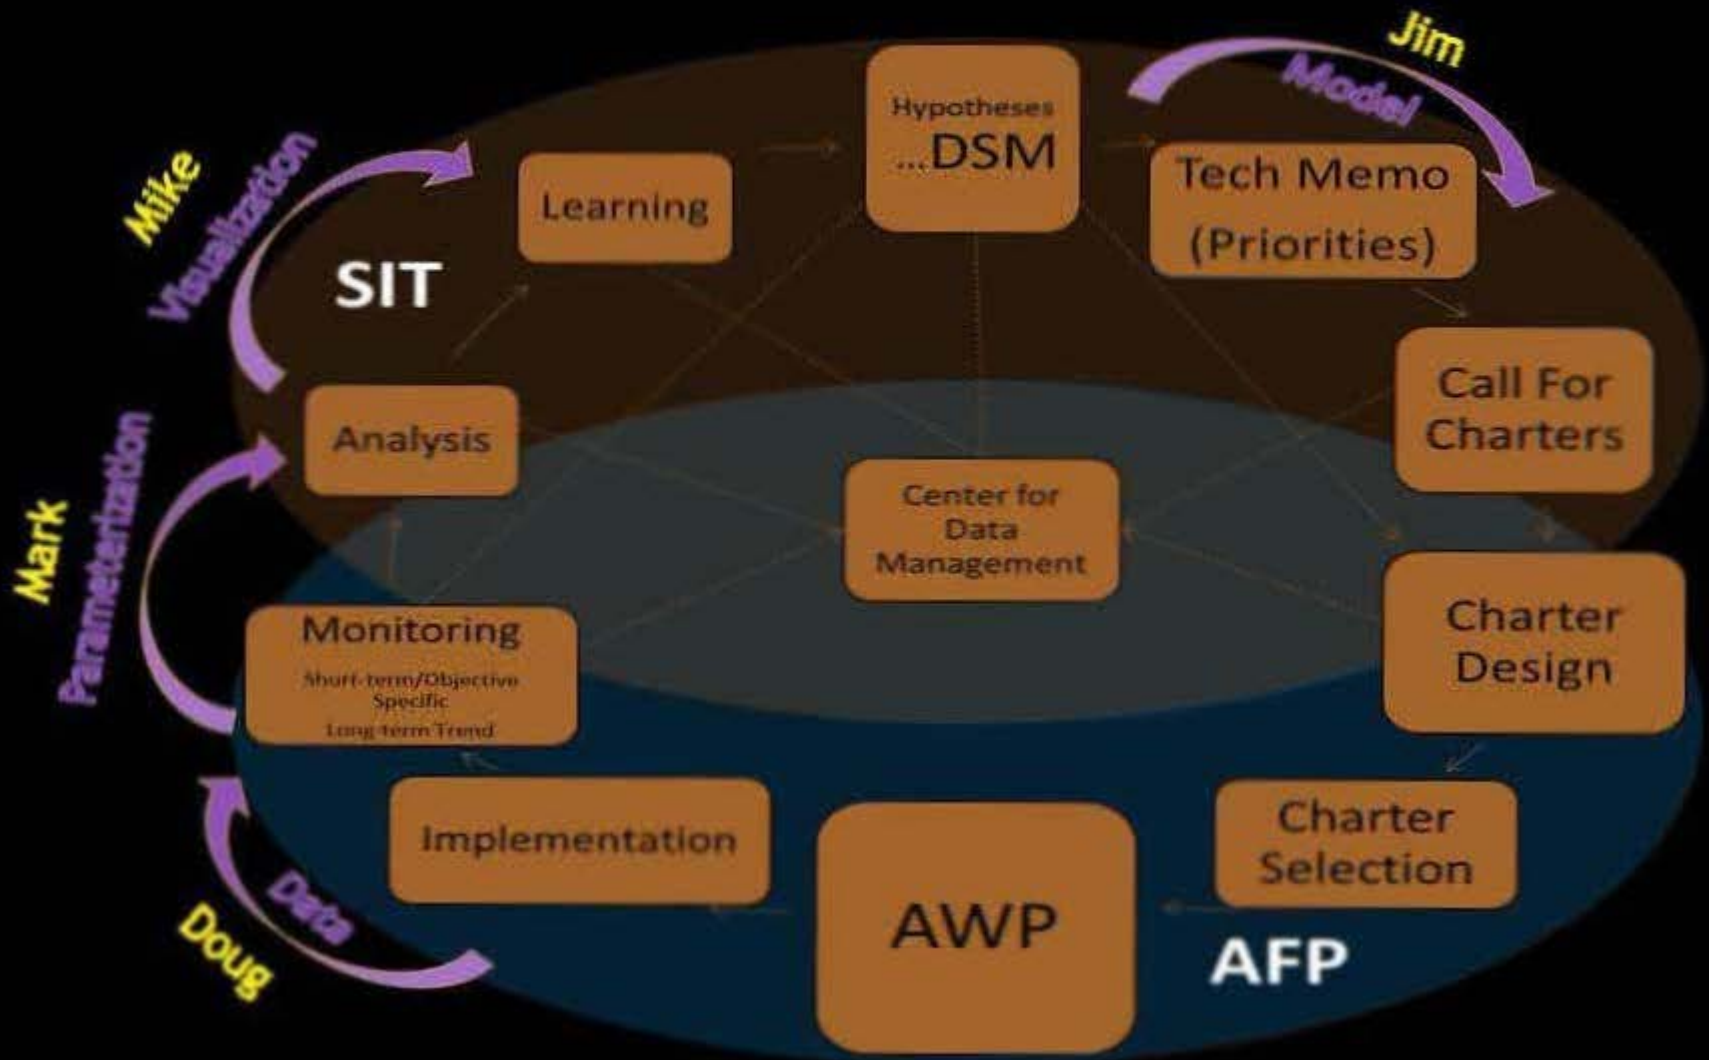 Jim
Model
Hypotheses
...DSM
Tech Memo
(Priorities)
Mike
Visualization
Learning
SIT
Call For
Charters
Analysis
Mark
Parameterization
Center for
Data
Management
Charter
Design
Monitoring
Short-term/Objective
Specific
Long-term Trend
Implementation
Charter
Selection
AWP
AFP
Data
Doug